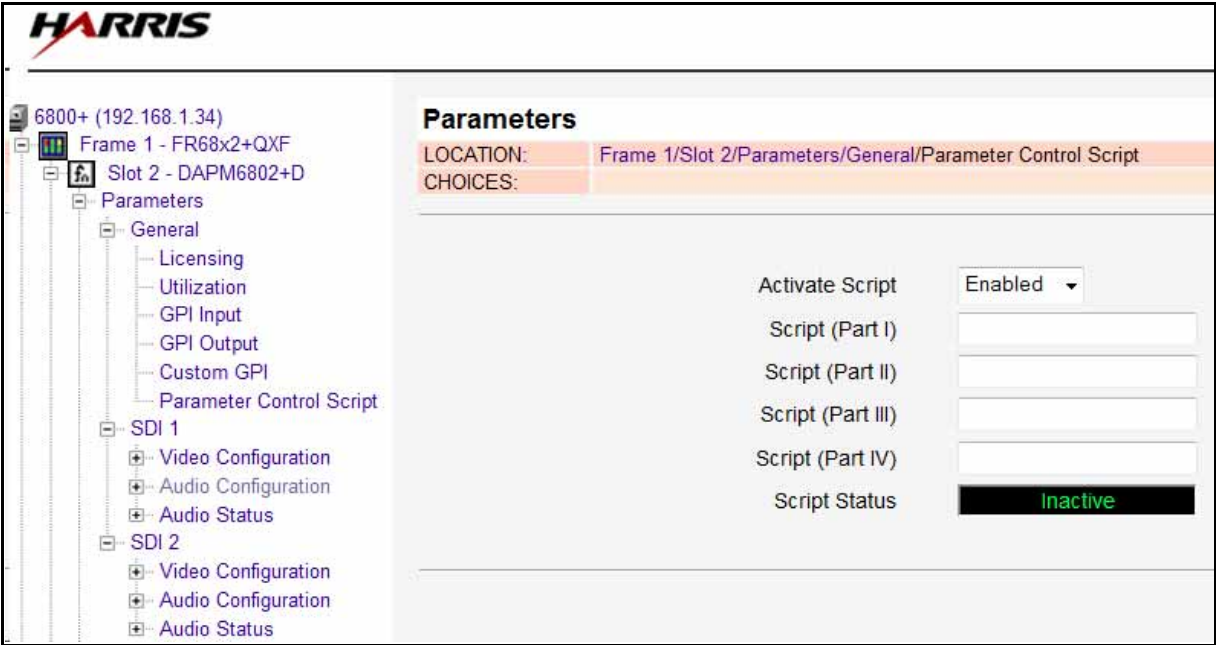 HARRIS
6800+ (192.168.1.34)
Frame 1 - FR68x2+QXF
Slot 2 - DAPM6802+D
Parameters
General
Licensing
Utilization
GPI Input
GPI Output
Custom GPI
Parameter Control Script
SDI 1
Video Configuration
Audio Configuration
Audio Status
SDI 2
Video Configuration
Audio Configuration
Audio Status
Parameters
LOCATION: Frame 1/Slot 2/Parameters/General/Parameter Control Script
CHOICES:
Activate Script Enabled
Script (Part I)
Script (Part II)
Script (Part III)
Script (Part IV)
Script Status Inactive